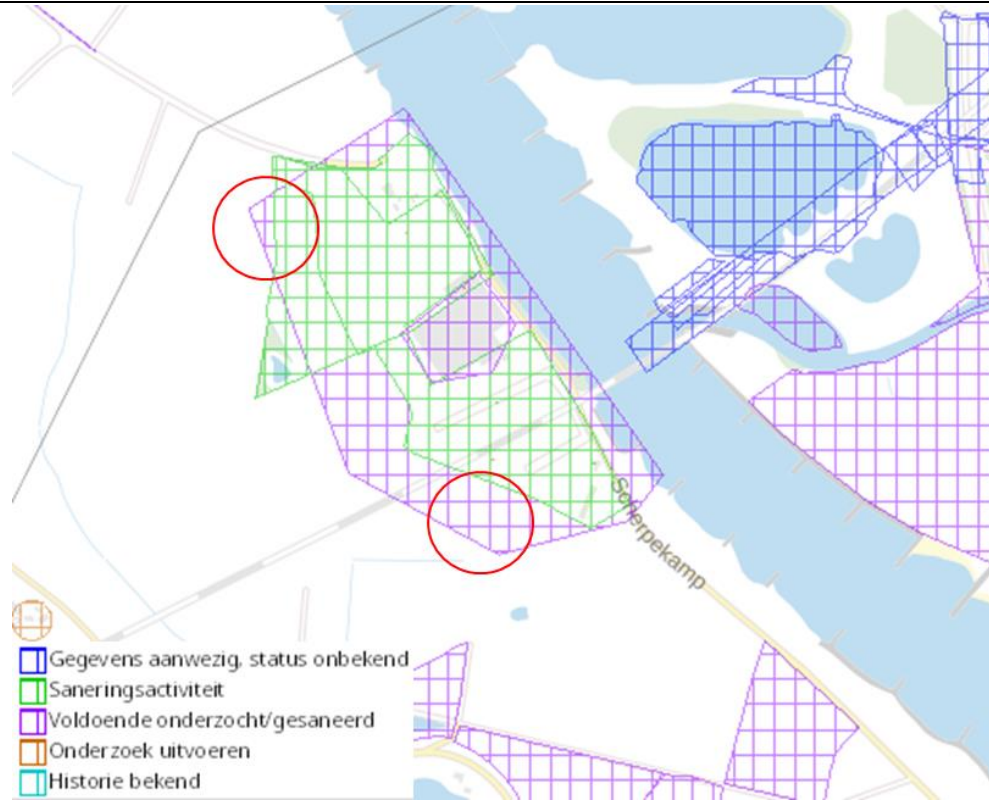 Scherpekamp
Gegevens aanwezig, status onbekend
Saneringsactiviteit
Voldoende onderzocht/gesaneerd
Onderzoek uitvoeren
Historie bekend